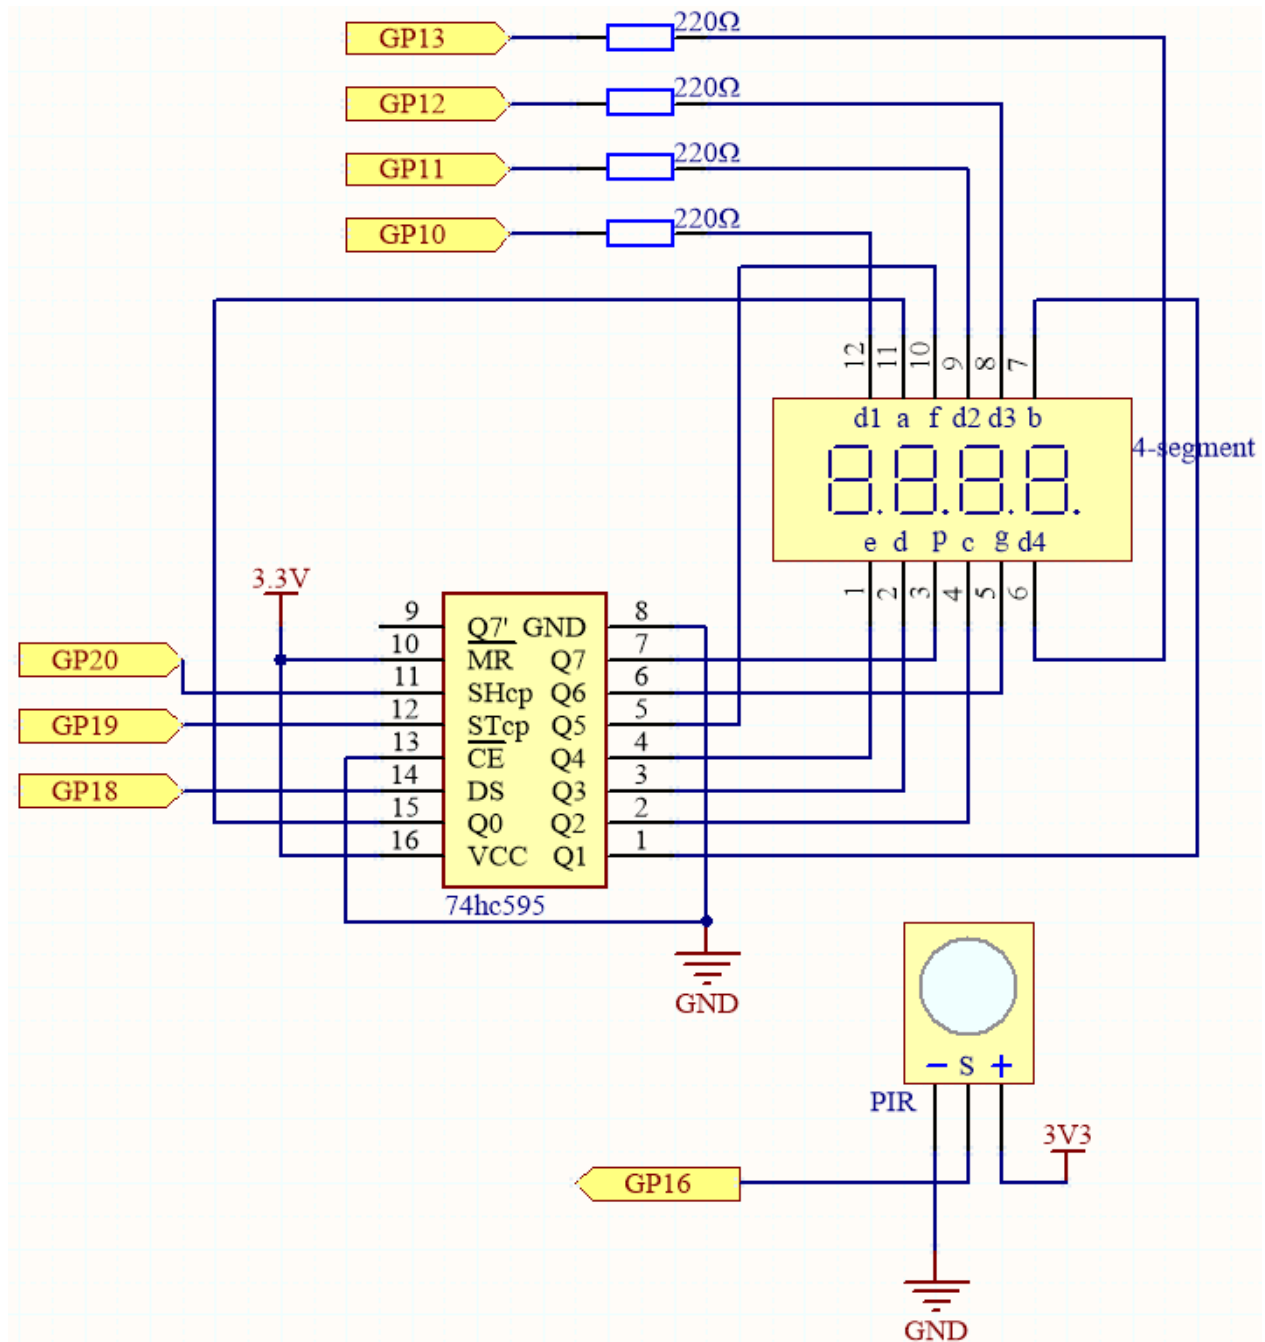 220Ω
GP13
220Ω
GP12
220Ω
GP11
220Ω
GP10
12 11 10 9 8 7
d1 a f d2 d3 b
4-segment
e d p c g d4
1 2 3 4 5 6
3.3V
GP20
GP19
GP18
9 Q7' GND 8
10 MR Q7 7
11 SHcp Q6 6
12 STcp Q5 5
13 CE Q4 4
14 DS Q3 3
15 Q0 Q2 2
16 VCC Q1 1
74hc595
GND
− S +
PIR
3V3
GP16
GND